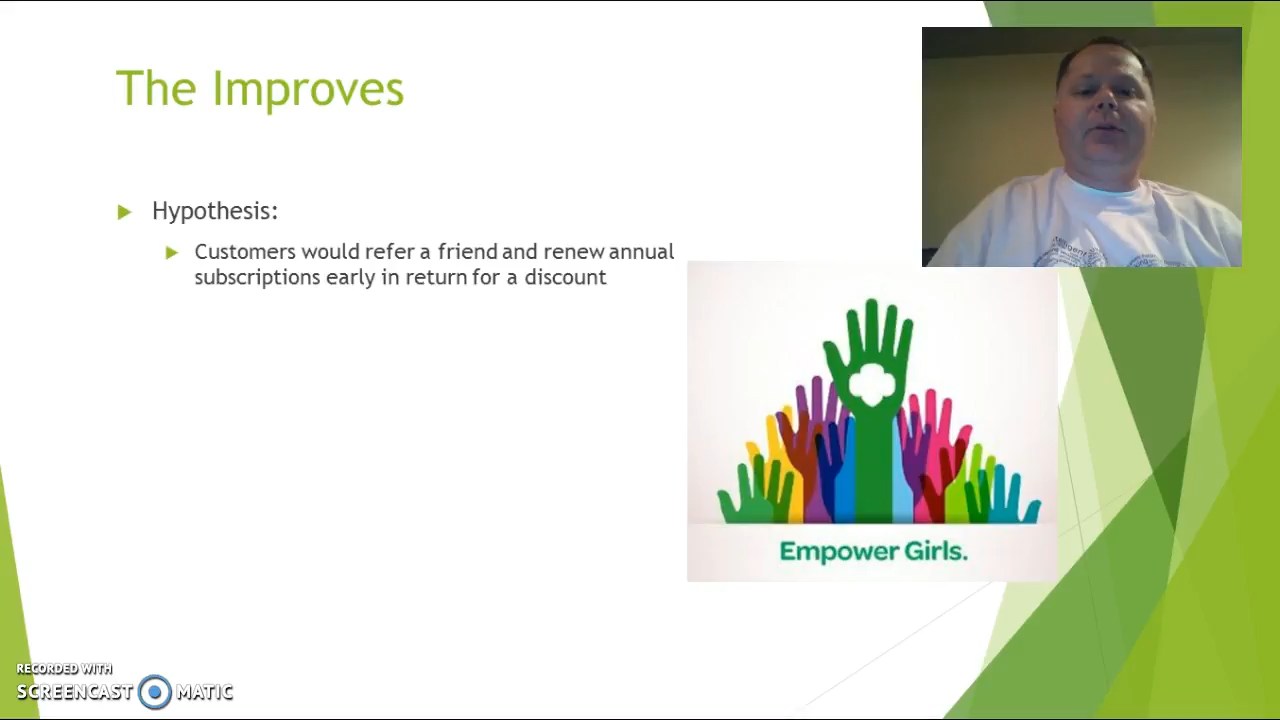 The Improves
Hypothesis:
Customers would refer a friend and renew annual
subscriptions early in return for a discount
Empower Girls.
RECORDED WITH
SCREENCAST MATIC